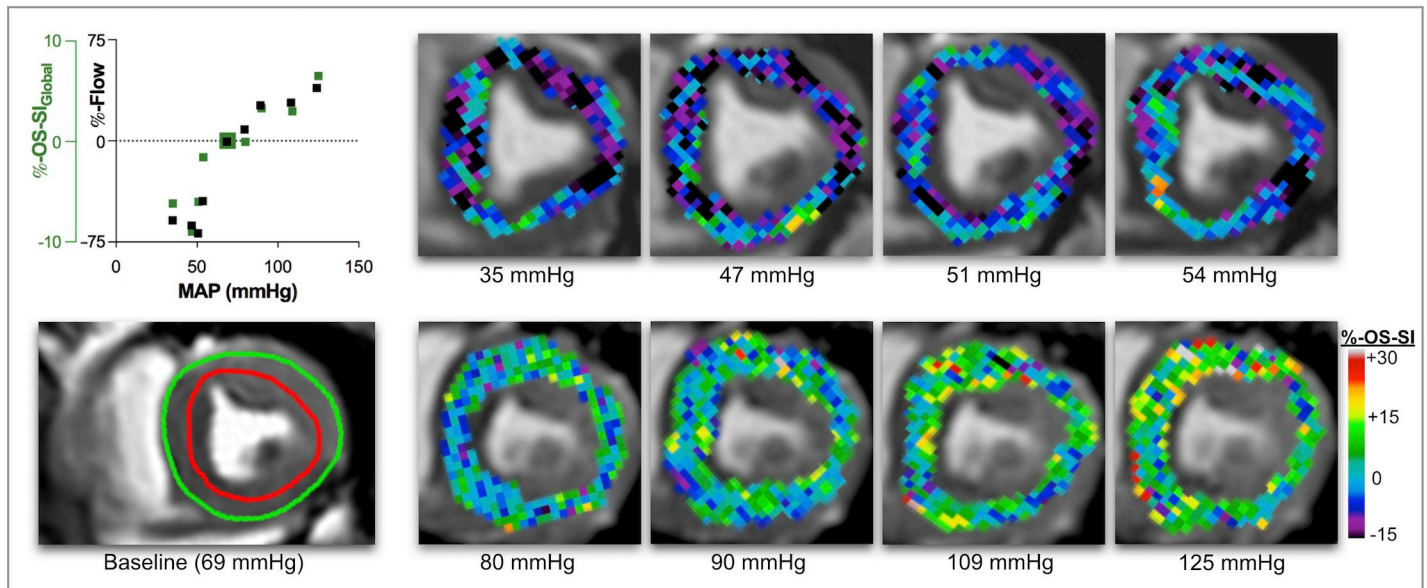 10
75
%-OS-SI Global
%-Flow
0
0
-10
-75
0
50
100
150
MAP (mmHg)
35 mmHg
47 mmHg
51 mmHg
54 mmHg
Baseline (69 mmHg)
80 mmHg
90 mmHg
109 mmHg
125 mmHg
%-OS-SI
+30
+15
0
-15